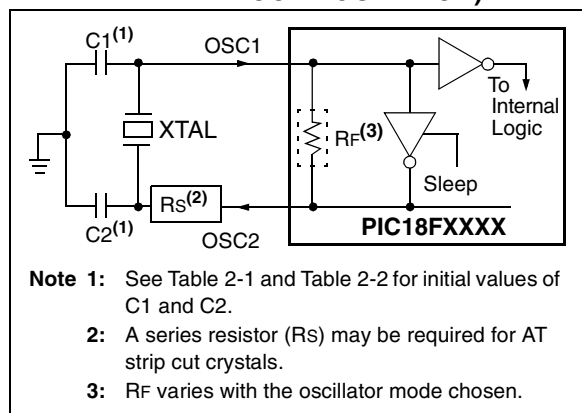 C1(1)
OSC1
To
Internal
Logic
XTAL
RF(3)
Sleep
RS(2)
C2(1)
OSC2
PIC18FXXXX
Note 1: See Table 2-1 and Table 2-2 for initial values of
C1 and C2.
2: A series resistor (RS) may be required for AT
strip cut crystals.
3: RF varies with the oscillator mode chosen.